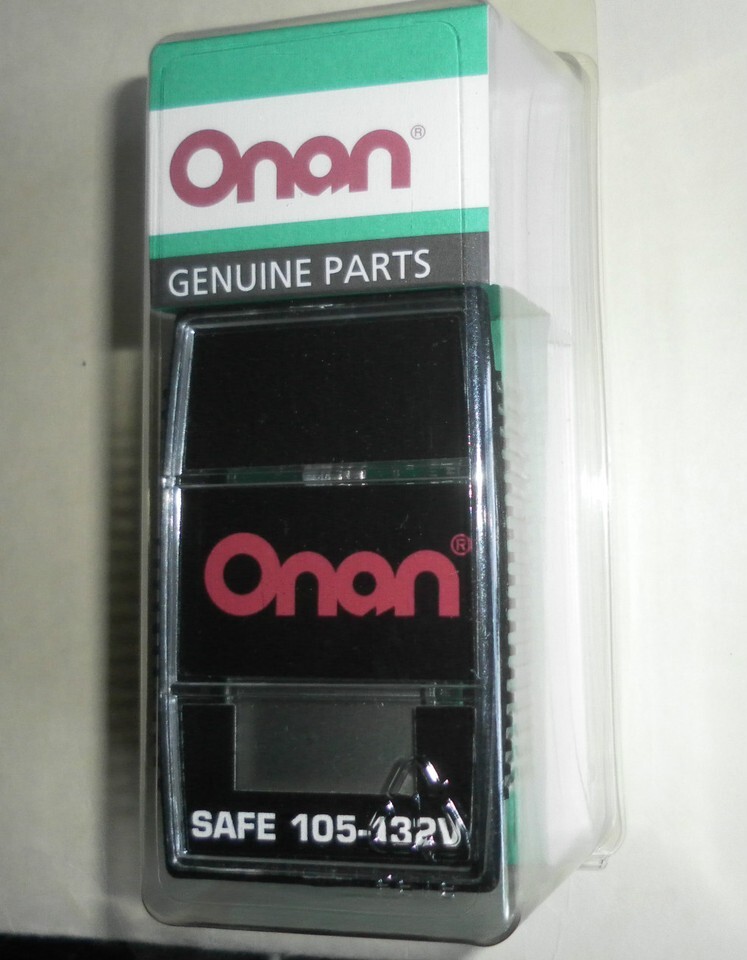 Onan®
GENUINE PARTS
Onan®
SAFE 105-132V